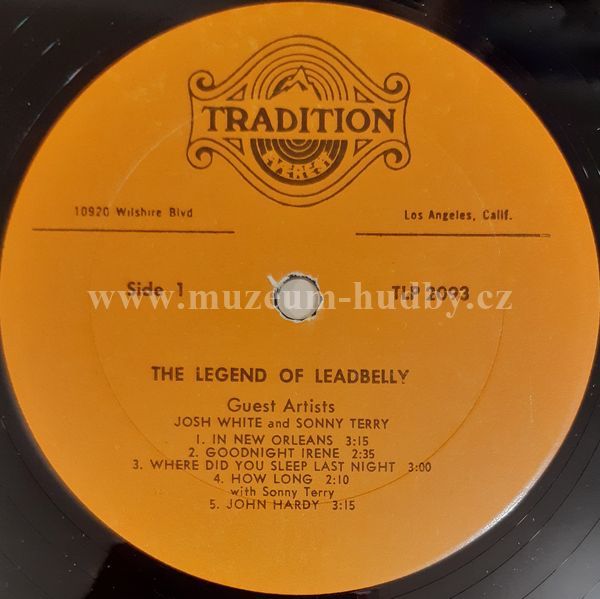 TRADITION
EVEREST
10920 Wilshire Blvd
Los Angeles, Calif.
Side 1
TLP 2093
www.muzeum-hudby.cz
THE LEGEND OF LEADBELLY
Guest Artists
JOSH WHITE and SONNY TERRY
1. IN NEW ORLEANS 3:15
2. GOODNIGHT IRENE 2:35
3. WHERE DID YOU SLEEP LAST NIGHT 3:00
4. HOW LONG 2:10
with Sonny Terry
5. JOHN HARDY 3:15